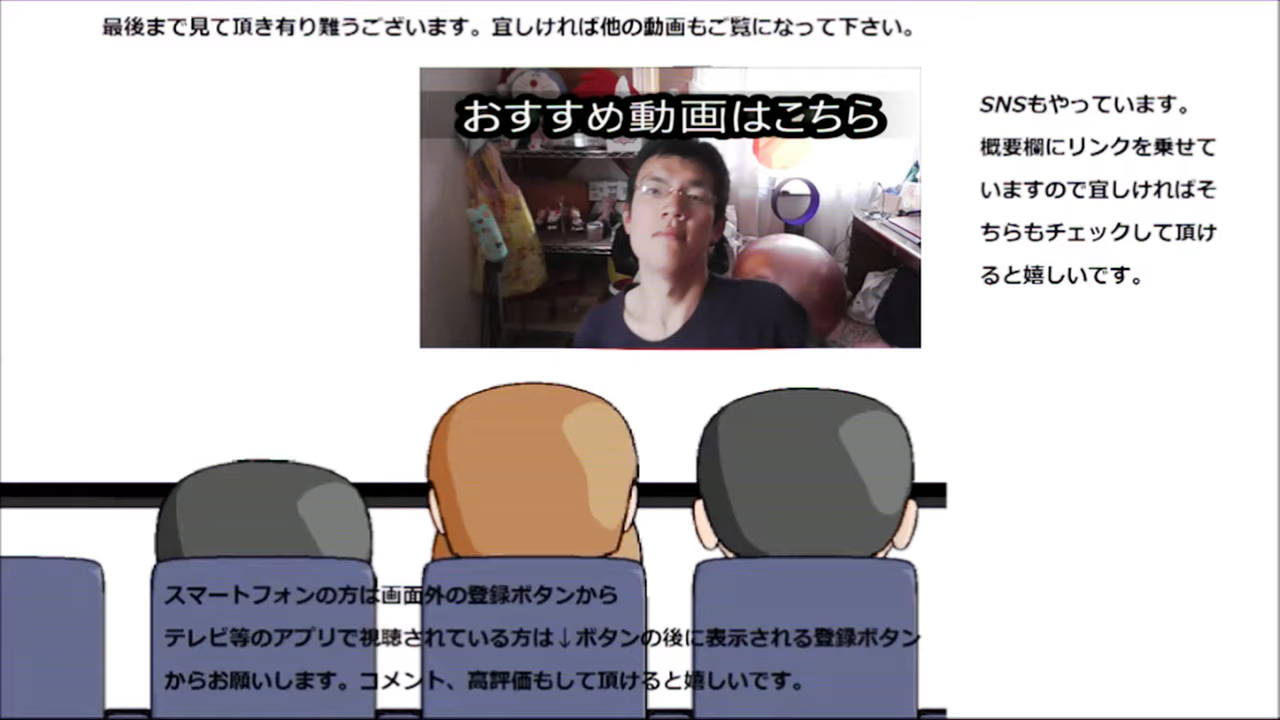 最後まで見て頂き有り難うございます。宜しければ他の動画もご覧になって下さい。
おすすめ動画はこちら
SNSもやっています。
概要欄にリンクを乗せて
いますので宜しければそ
ちらもチェックして頂け
ると嬉しいです。
スマートフォンの方は画面外の登録ボタンから
テレビ等のアプリで視聴されている方は↓ボタンの後に表示される登録ボタン
からお願いします。コメント、高評価もして頂けると嬉しいです。